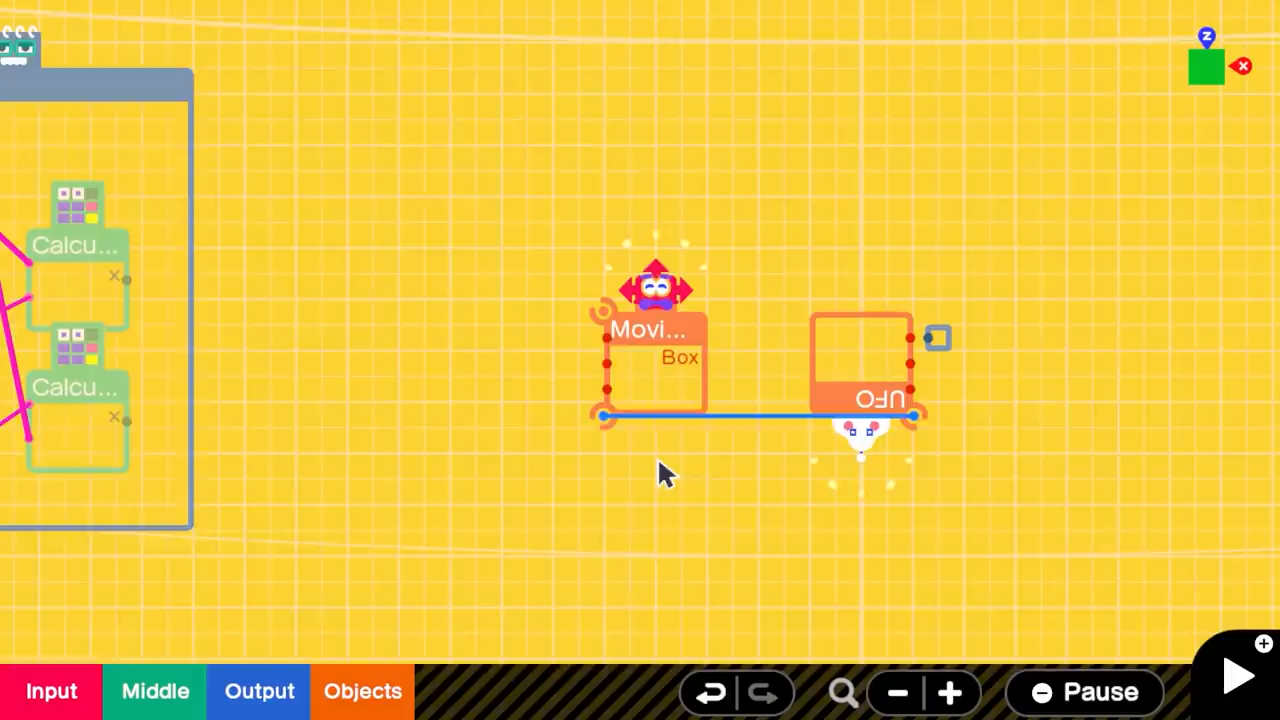 Z
X
Calcu...
×
Calcu...
×
Movi...
Box
UFO
Input
Middle
Output
Objects
Pause